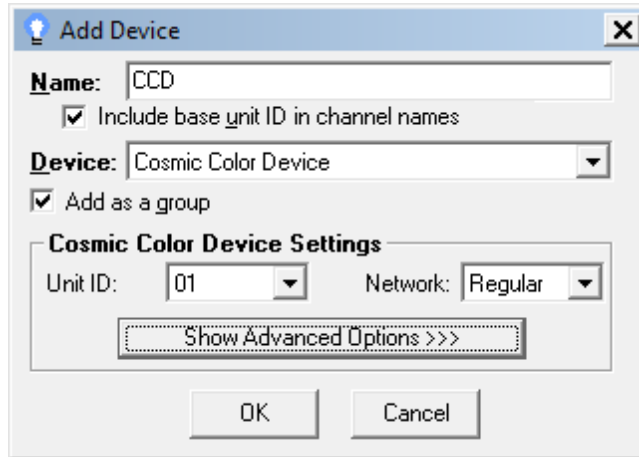 Add Device
Name: CCD
Include base unit ID in channel names
Device: Cosmic Color Device
Add as a group
Cosmic Color Device Settings
Unit ID: 01 Network: Regular
Show Advanced Options >>>
OK Cancel